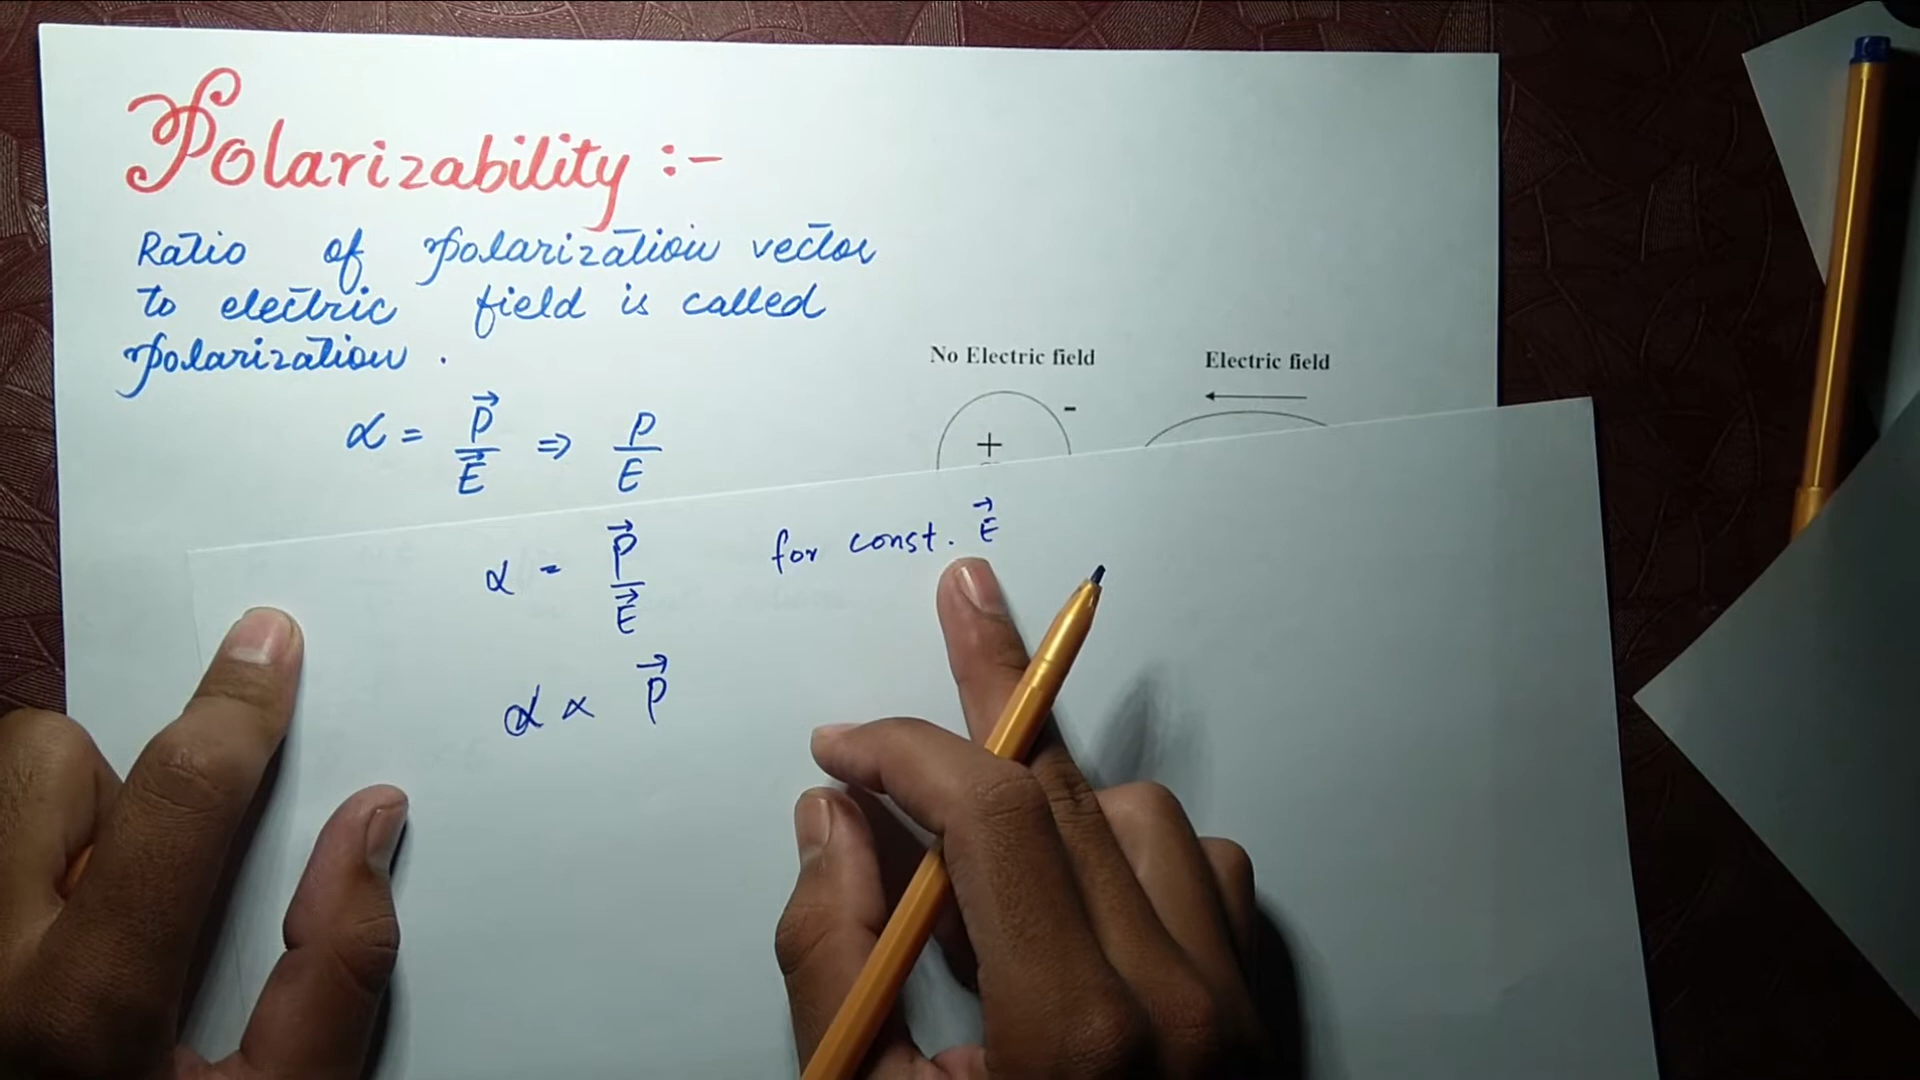 Polarizability :-
Ratio of polarization vector
to electric field is called
polarization .
No Electric field
Electric field
-
+
α = P⃗/E⃗ ⇒ P/E
α = P⃗/E⃗ for const. E⃗
α ∝ P⃗